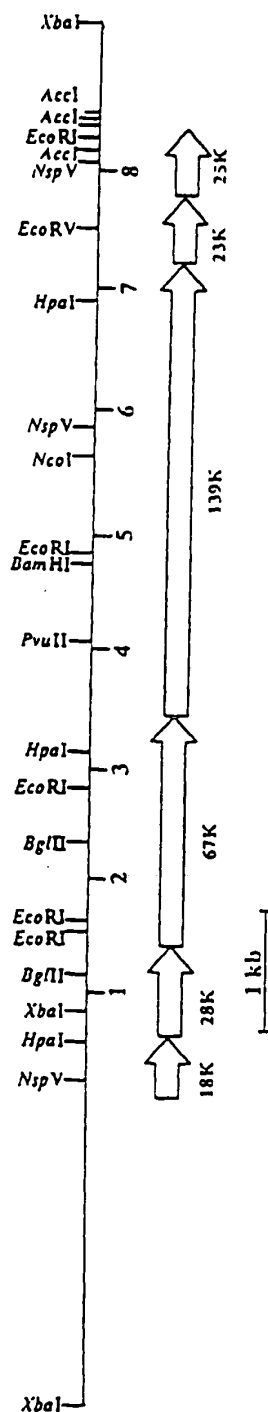 XbaI
NspV
HpaI
XbaI
BglII
EcoRI
EcoRI
BglII
EcoRI
HpaI
PvuII
BamHI
EcoRI
NcoI
NspV
HpaI
EcoRV
NspV
AccI
EcoRI
AccI
AccI
XbaI
1
2
3
4
5
6
7
8
18K
28K
67K
139K
23K
25K
1 kb